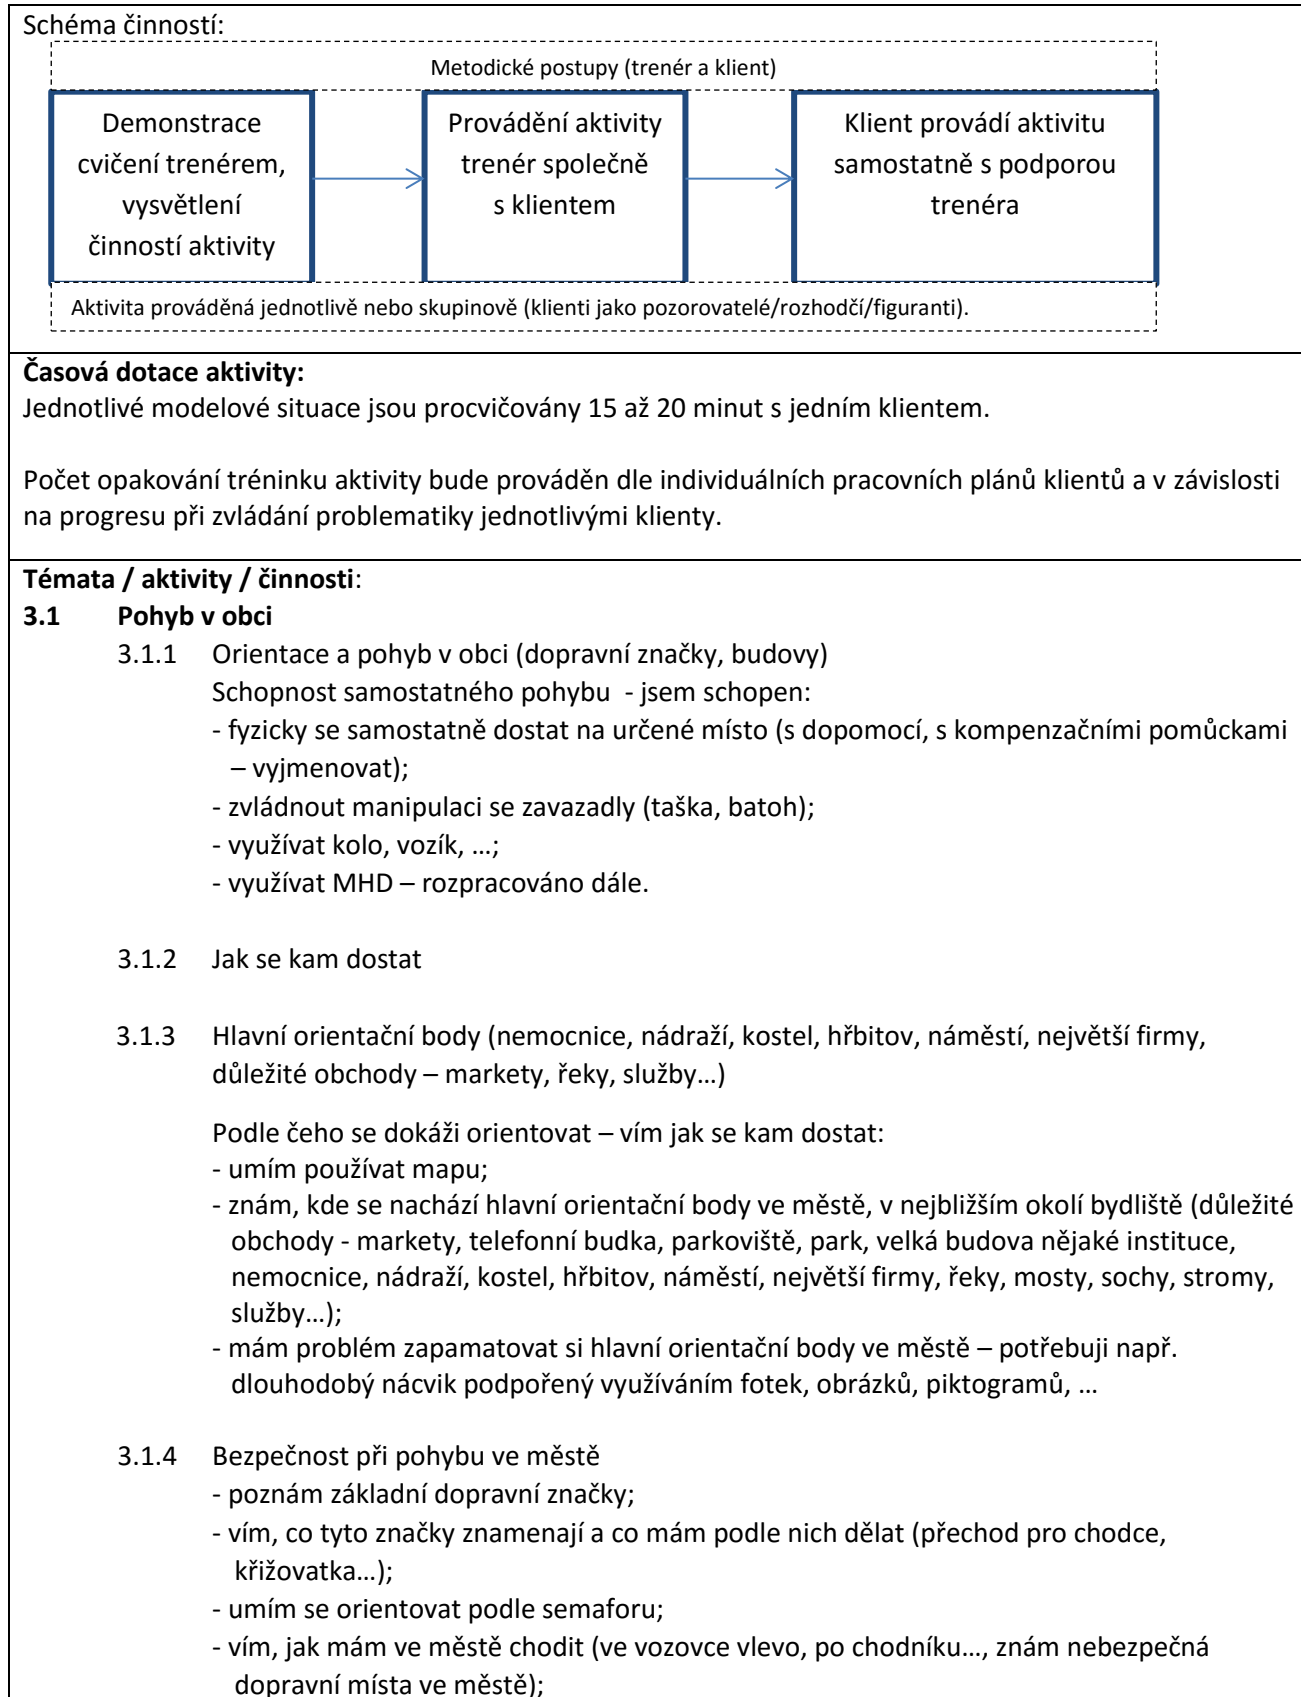 Schéma činností:
Metodické postupy (trenér a klient)
Demonstrace
cvičení trenérem,
vysvětlení
činností aktivity
Provádění aktivity
trenér společně
s klientem
Klient provádí aktivitu
samostatně s podporou
trenéra
Aktivita prováděná jednotlivě nebo skupinově (klienti jako pozorovatelé/rozhodčí/figuranti).
Časová dotace aktivity:
Jednotlivé modelové situace jsou procvičovány 15 až 20 minut s jedním klientem.
Počet opakování tréninku aktivity bude prováděn dle individuálních pracovních plánů klientů a v závislosti
na progresu při zvládání problematiky jednotlivými klienty.
Témata / aktivity / činnosti:
3.1 Pohyb v obci
3.1.1 Orientace a pohyb v obci (dopravní značky, budovy)
Schopnost samostatného pohybu - jsem schopen:
- fyzicky se samostatně dostat na určené místo (s dopomocí, s kompenzačními pomůckami
– vyjmenovat);
- zvládnout manipulaci se zavazadly (taška, batoh);
- využívat kolo, vozík, …;
- využívat MHD – rozpracováno dále.
3.1.2 Jak se kam dostat
3.1.3 Hlavní orientační body (nemocnice, nádraží, kostel, hřbitov, náměstí, největší firmy,
důležité obchody – markety, řeky, služby…)
Podle čeho se dokáži orientovat – vím jak se kam dostat:
- umím používat mapu;
- znám, kde se nachází hlavní orientační body ve městě, v nejbližším okolí bydliště (důležité
obchody - markety, telefonní budka, parkoviště, park, velká budova nějaké instituce,
nemocnice, nádraží, kostel, hřbitov, náměstí, největší firmy, řeky, mosty, sochy, stromy,
služby…);
- mám problém zapamatovat si hlavní orientační body ve městě – potřebuji např.
dlouhodobý nácvik podpořený využíváním fotek, obrázků, piktogramů, …
3.1.4 Bezpečnost při pohybu ve městě
- poznám základní dopravní značky;
- vím, co tyto značky znamenají a co mám podle nich dělat (přechod pro chodce,
křižovatka…);
- umím se orientovat podle semaforu;
- vím, jak mám ve městě chodit (ve vozovce vlevo, po chodníku…, znám nebezpečná
dopravní místa ve městě);